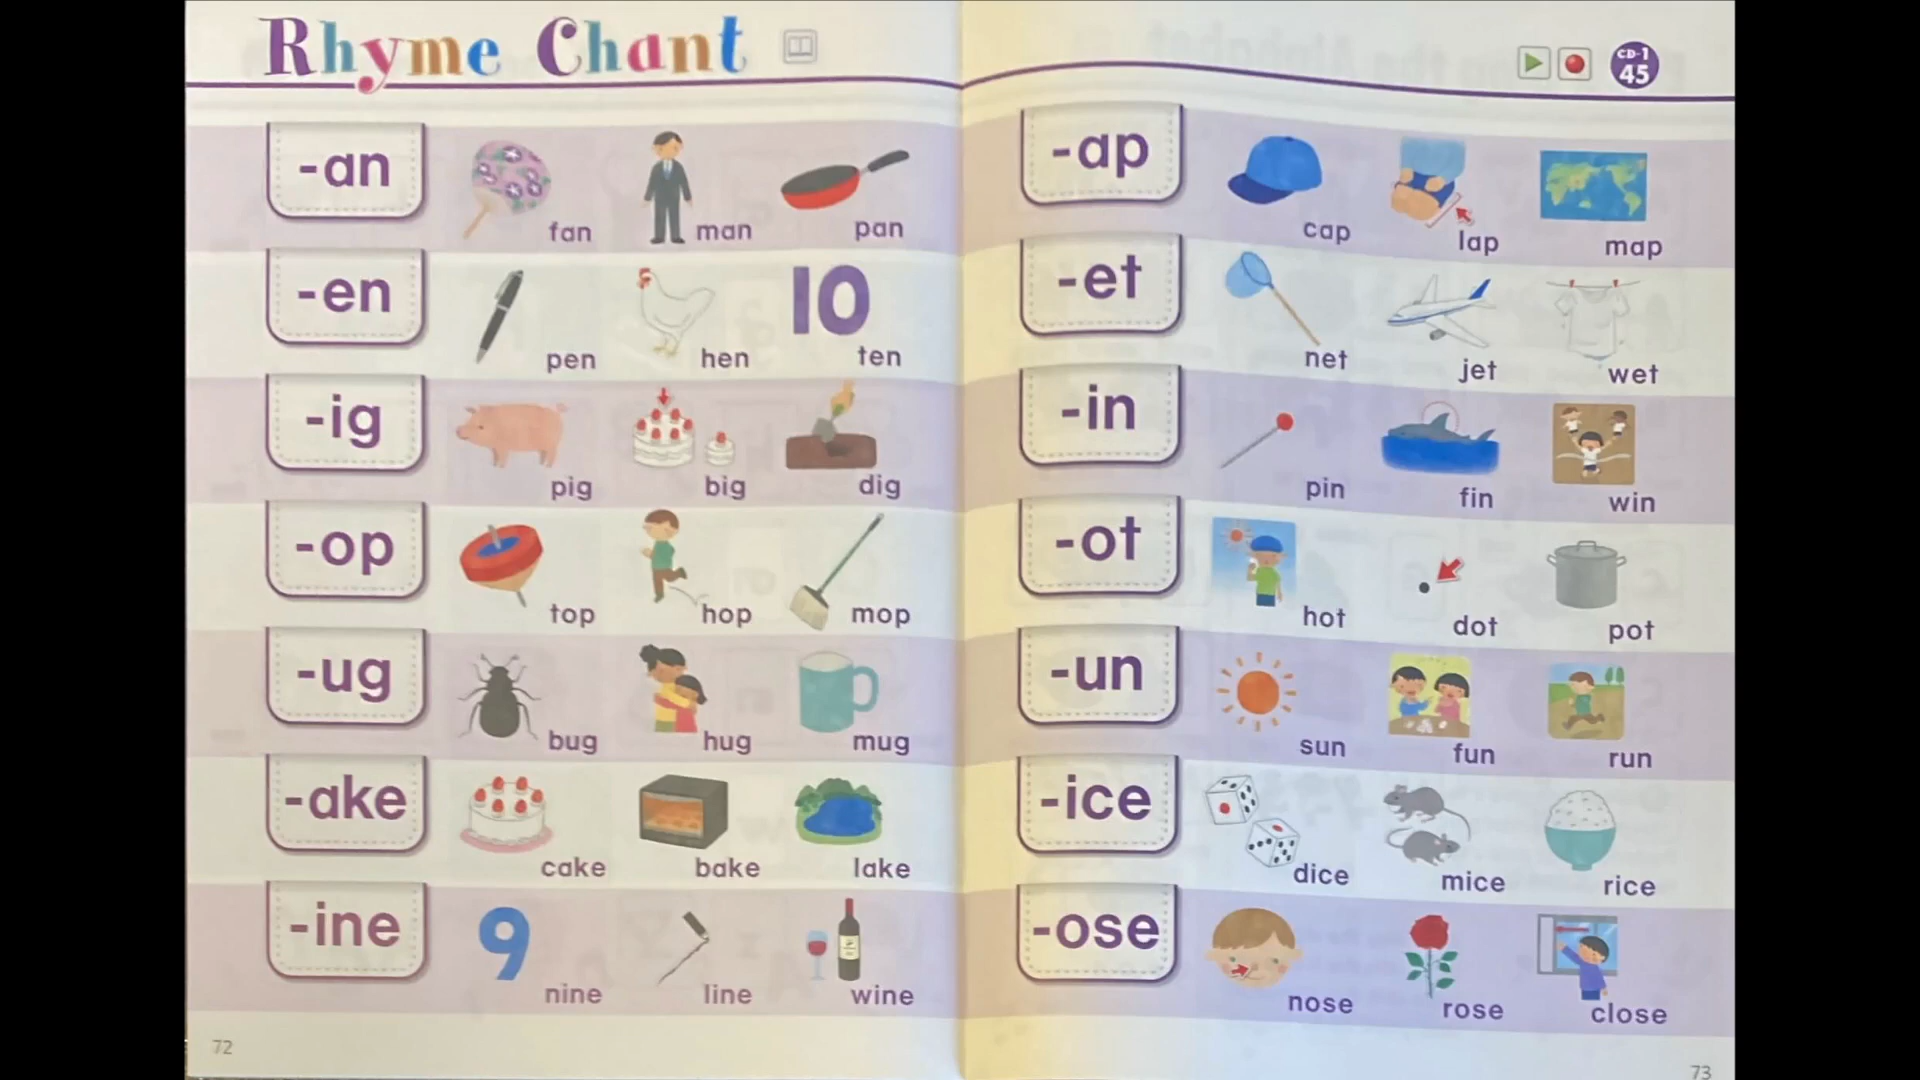 Rhyme Chant
-an fan man pan
-en pen hen 10 ten
-ig pig big dig
-op top hop mop
-ug bug hug mug
-ake cake bake lake
-ine 9 nine line wine
72
CD-1
45
-ap cap lap map
-et net jet wet
-in pin fin win
-ot hot dot pot
-un sun fun run
-ice dice mice rice
-ose nose rose close
73